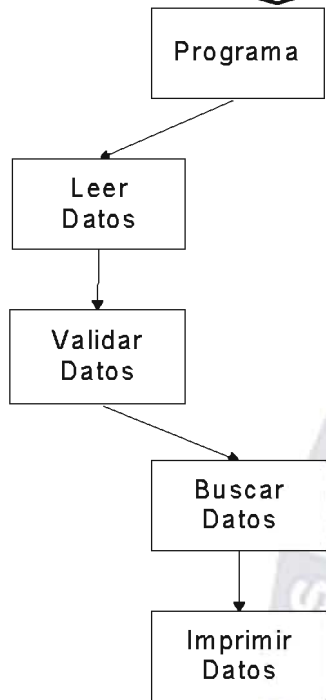 Programa
Leer
Datos
Validar
Datos
Buscar
Datos
Imprimir
Datos